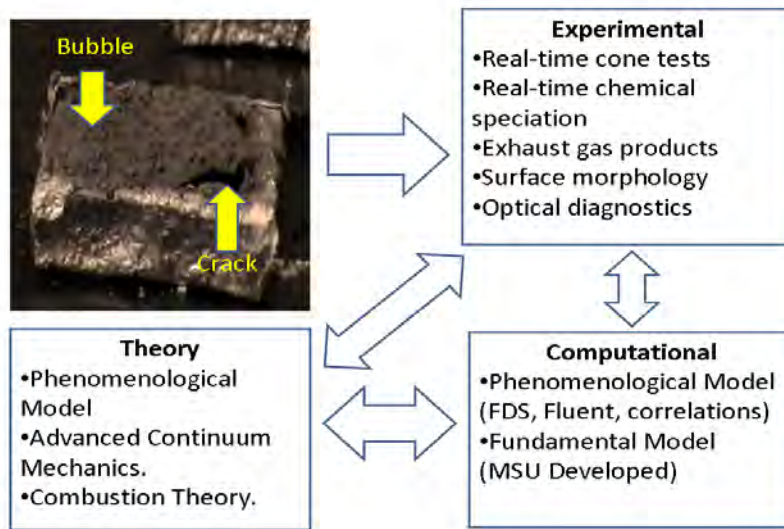 Bubble
Crack
Experimental
•Real-time cone tests
•Real-time chemical
speciation
•Exhaust gas products
•Surface morphology
•Optical diagnostics
Theory
•Phenomenological
Model
•Advanced Continuum
Mechanics.
•Combustion Theory.
Computational
•Phenomenological Model
(FDS, Fluent, correlations)
•Fundamental Model
(MSU Developed)